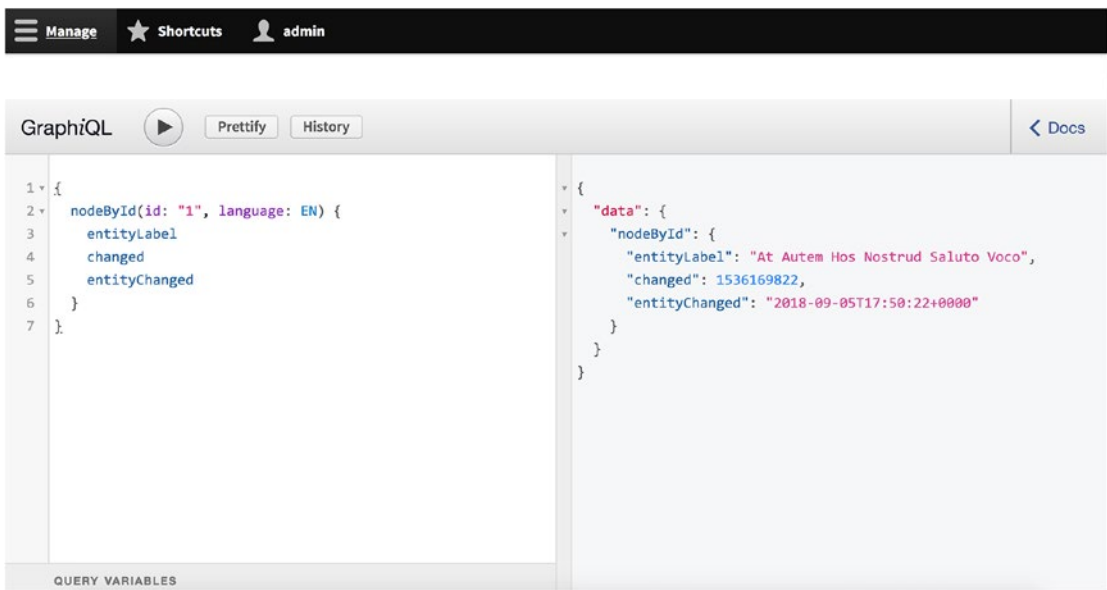 Manage Shortcuts admin
GraphiQL Prettify History Docs
1 {
2 nodeById(id: "1", language: EN) {
3 entityLabel
4 changed
5 entityChanged
6 }
7 }
QUERY VARIABLES
{
"data": {
"nodeById": {
"entityLabel": "At Autem Hos Nostrud Saluto Voco",
"changed": 1536169822,
"entityChanged": "2018-09-05T17:50:22+0000"
}
}
}